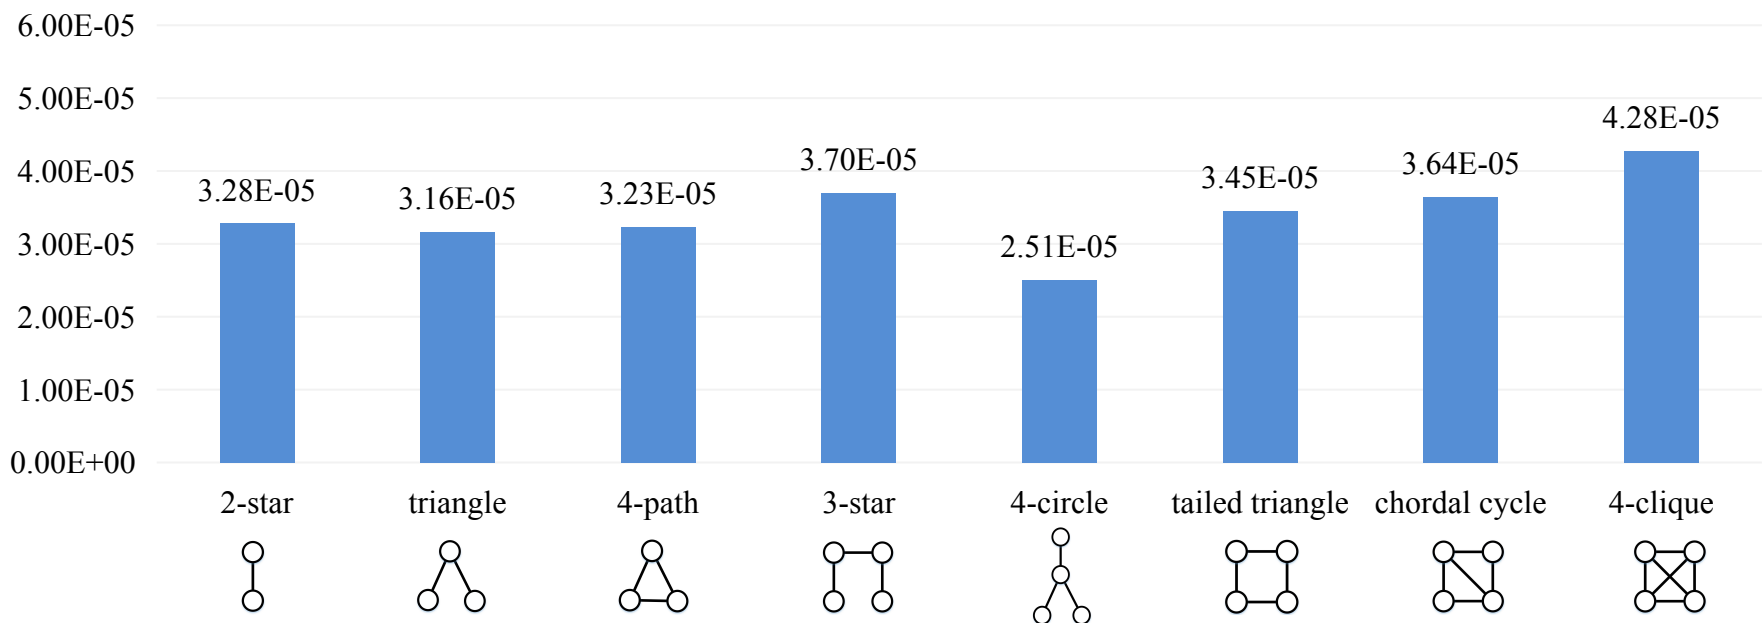 6.00E-05
5.00E-05
4.00E-05
3.00E-05
2.00E-05
1.00E-05
0.00E+00
3.28E-05
3.16E-05
3.23E-05
3.70E-05
2.51E-05
3.45E-05
3.64E-05
4.28E-05
2-star
triangle
4-path
3-star
4-circle
tailed triangle
chordal cycle
4-clique